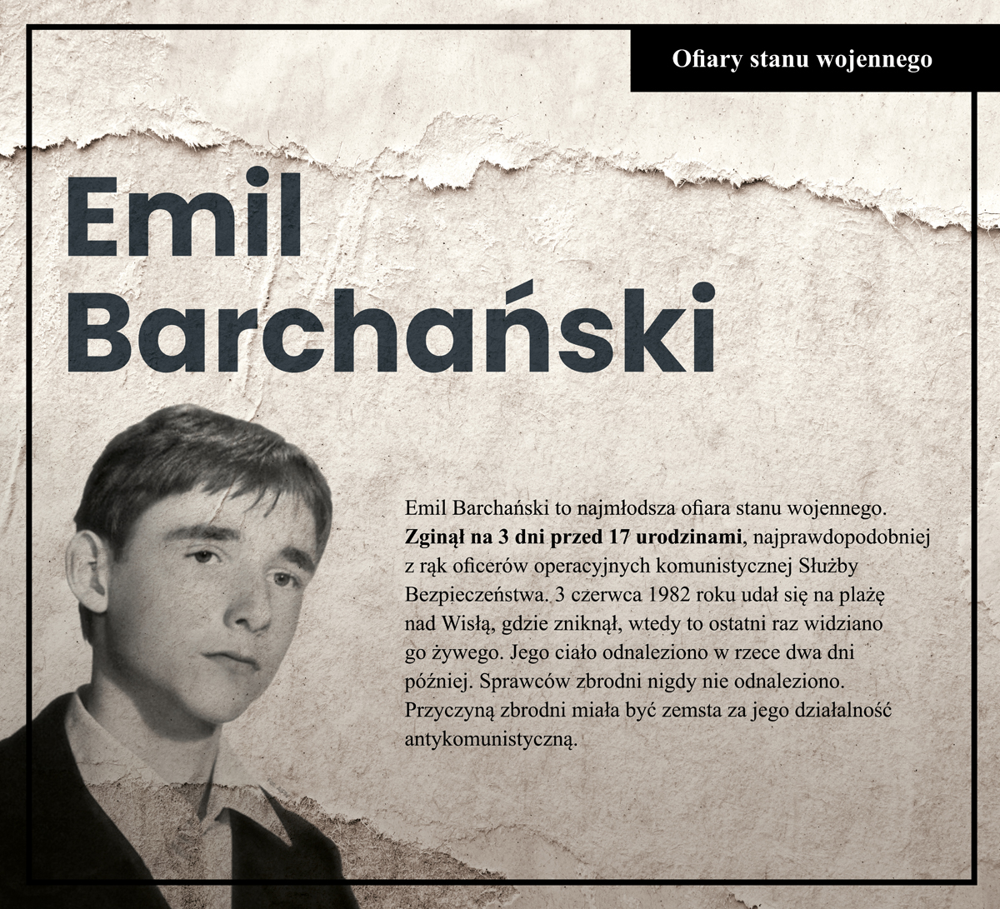 Ofiary stanu wojennego
Emil
Barchański
Emil Barchański to najmłodsza ofiara stanu wojennego.
Zginął na 3 dni przed 17 urodzinami, najprawdopodobniej
z rąk oficerów operacyjnych komunistycznej Służby
Bezpieczeństwa. 3 czerwca 1982 roku udał się na plażę
nad Wisłą, gdzie zniknął, wtedy to ostatni raz widziano
go żywego. Jego ciało odnaleziono w rzece dwa dni
później. Sprawców zbrodni nigdy nie odnaleziono.
Przyczyną zbrodni miała być zemsta za jego działalność
antykomunistyczną.